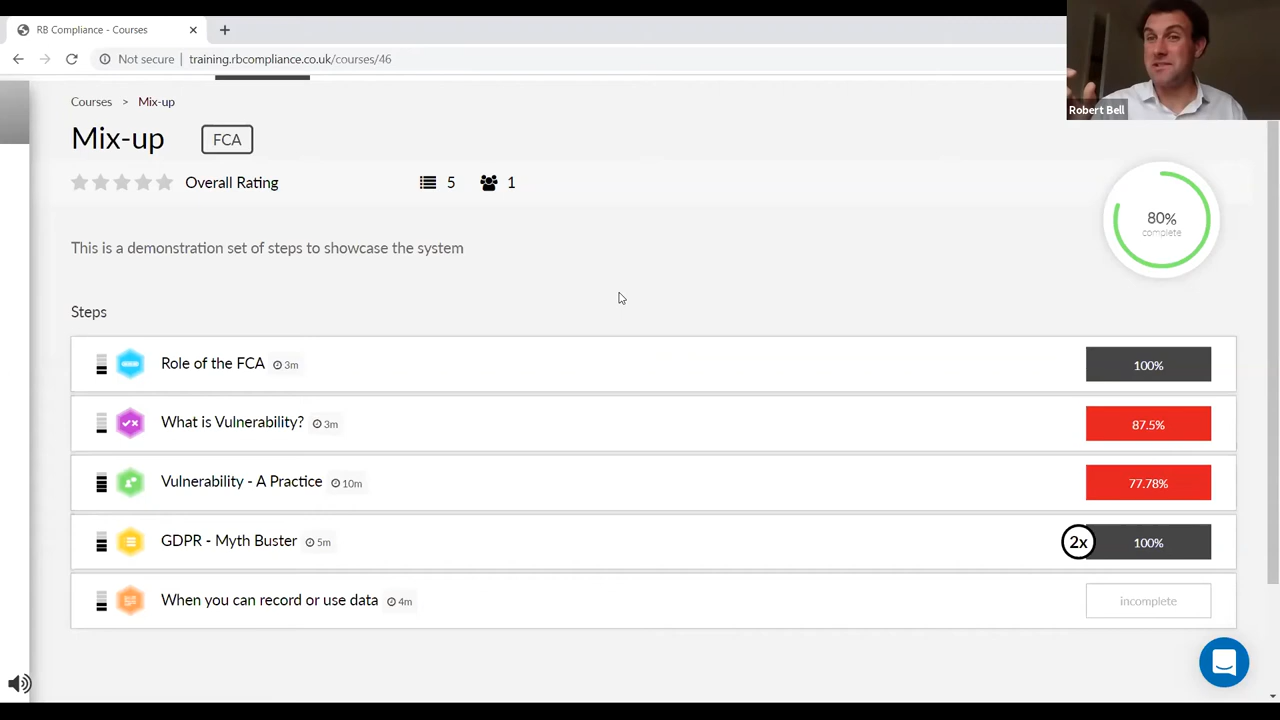 RB Compliance - Courses
Not secure | training.rbcompliance.co.uk/courses/46
Robert Bell
Courses > Mix-up
Mix-up FCA
Overall Rating 5 1
80%
complete
This is a demonstration set of steps to showcase the system
Steps
Role of the FCA 3m 100%
What is Vulnerability? 3m 87.5%
Vulnerability - A Practice 10m 77.78%
GDPR - Myth Buster 5m 2x 100%
When you can record or use data 4m incomplete